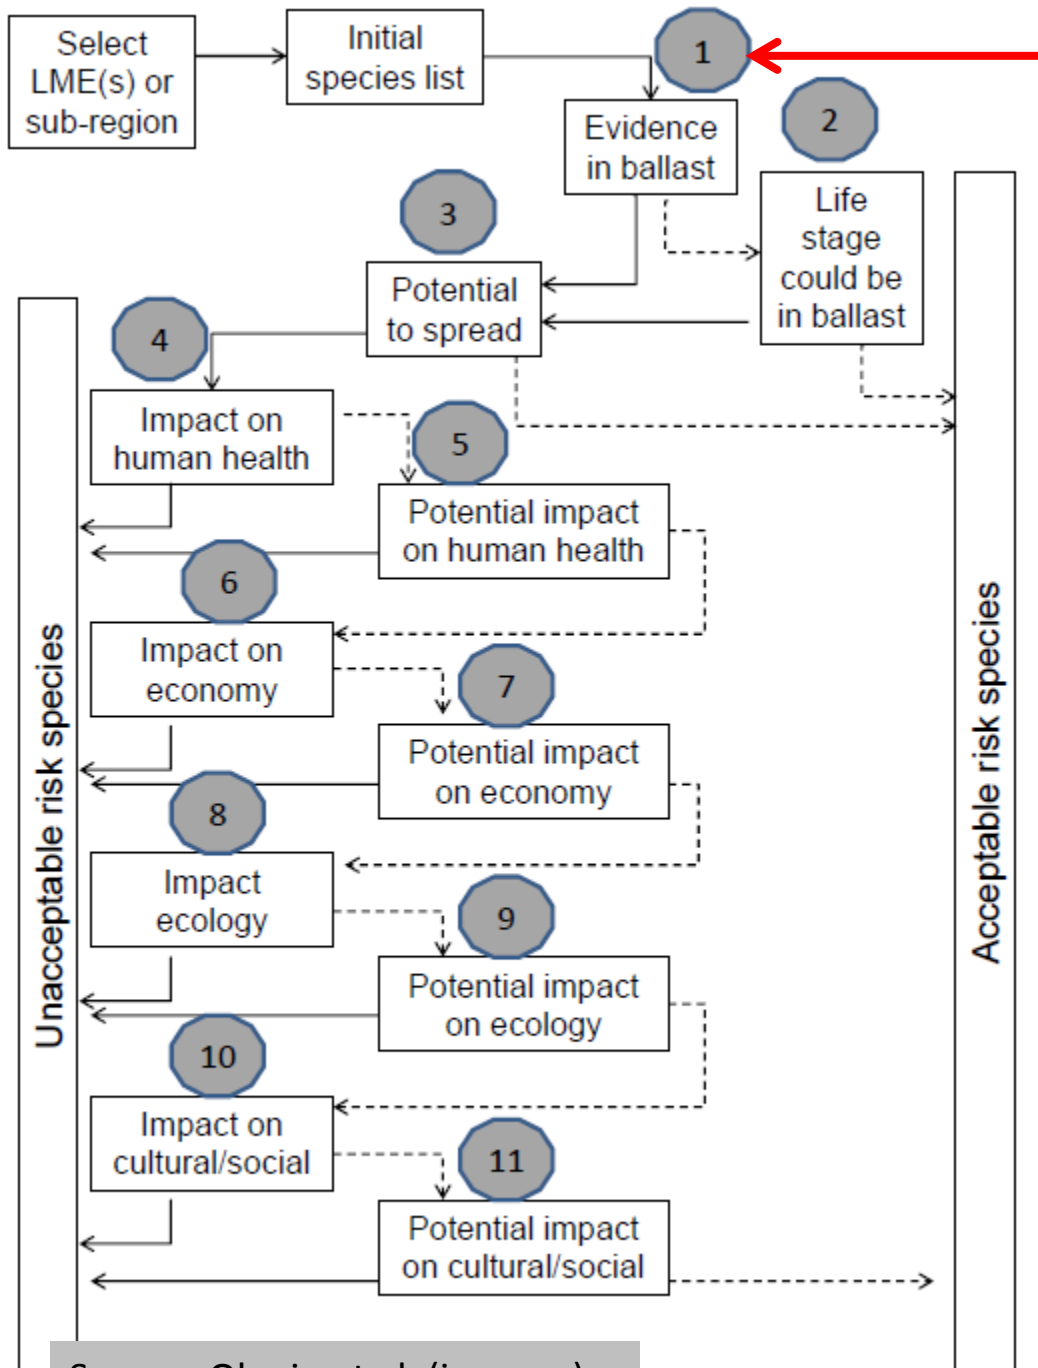 Select
LME(s) or
sub-region
Initial
species list
1
Evidence
in ballast
2
Life
stage
could be
in ballast
3
Potential
to spread
4
Impact on
human health
5
Potential impact
on human health
6
Impact on
economy
7
Potential impact
on economy
8
Impact
ecology
9
Potential impact
on ecology
10
Impact on
cultural/social
11
Potential impact
on cultural/social
Unacceptable risk species
Acceptable risk species